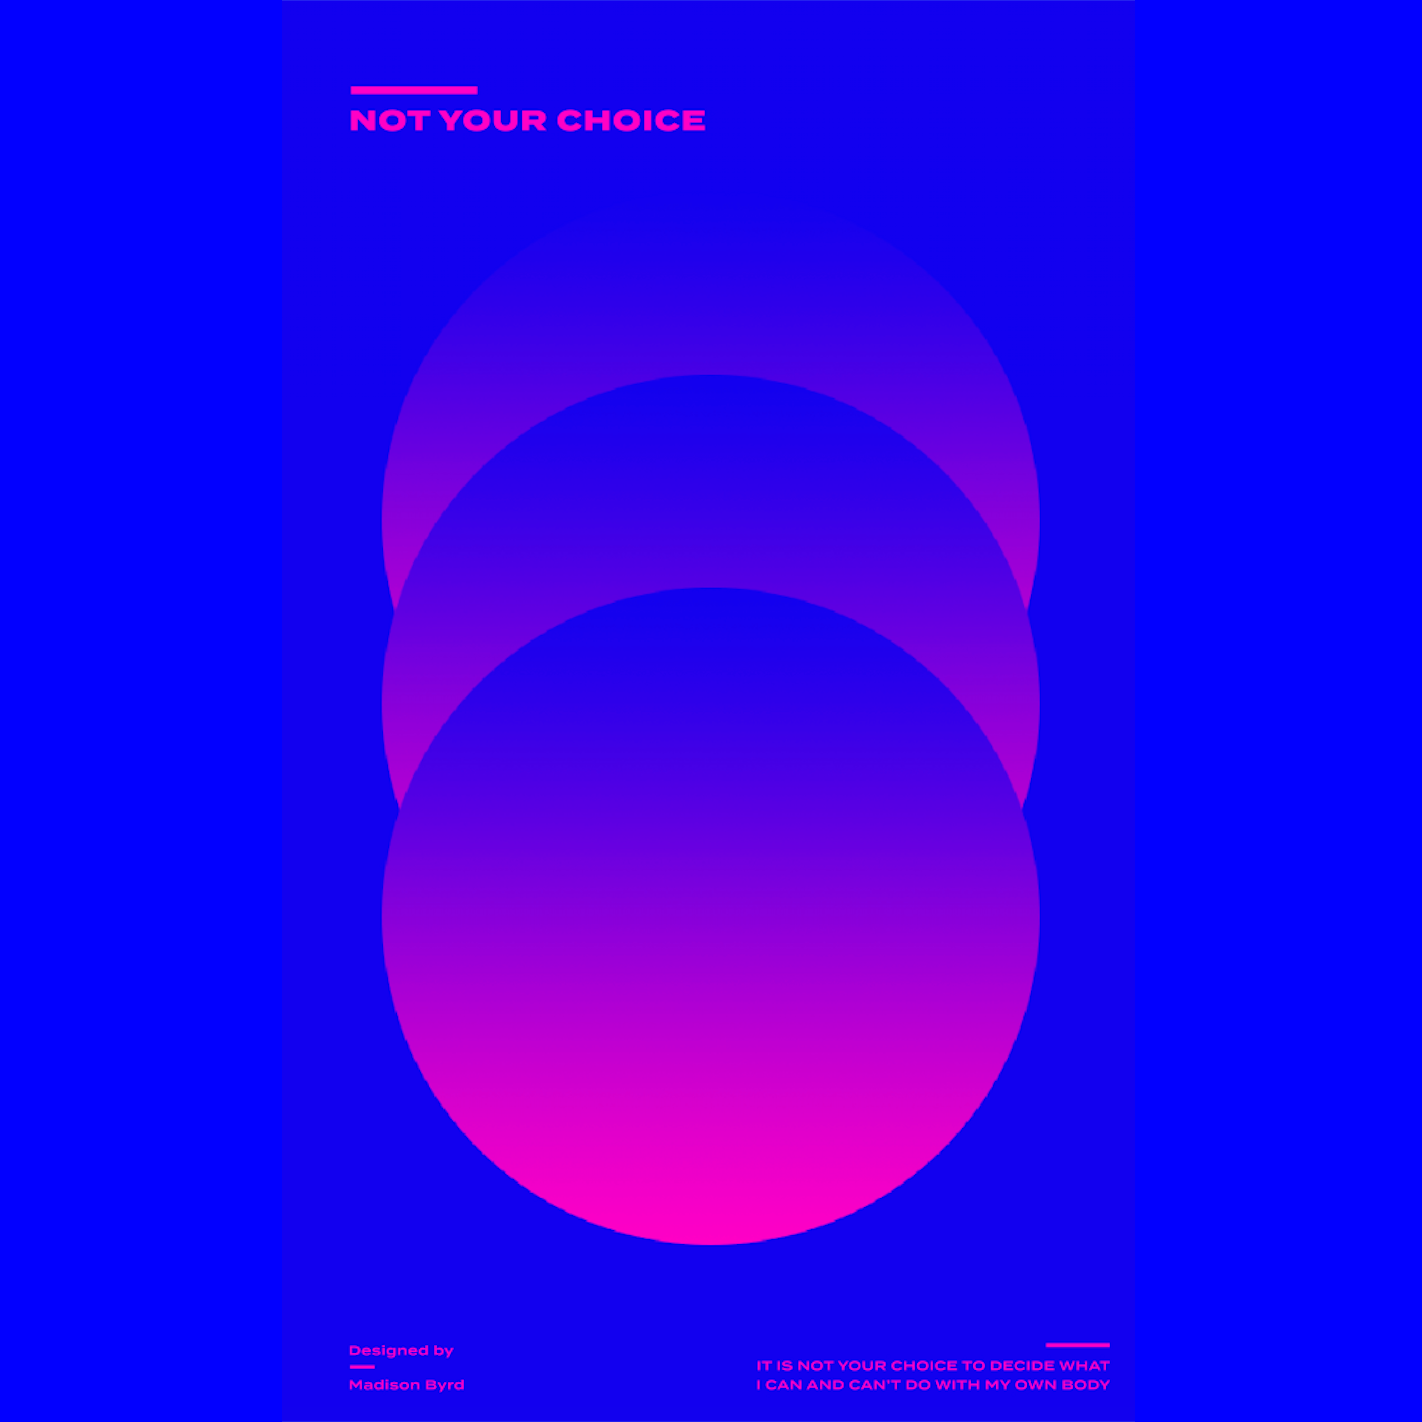 NOT YOUR CHOICE
Designed by
Madison Byrd
IT IS NOT YOUR CHOICE TO DECIDE WHAT
I CAN AND CAN'T DO WITH MY OWN BODY